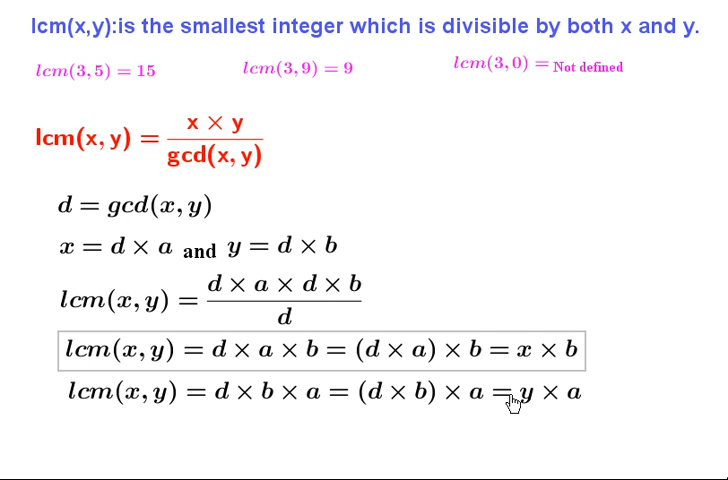 lcm(x,y):is the smallest integer which is divisible by both x and y.
lcm(3,5) = 15 lcm(3,9) = 9 lcm(3,0) = Not defined
lcm(x, y) = x × y / gcd(x, y)
d = gcd(x, y)
x = d × a and y = d × b
lcm(x, y) = d × a × d × b / d
lcm(x, y) = d × a × b = (d × a) × b = x × b
lcm(x, y) = d × b × a = (d × b) × a = y × a